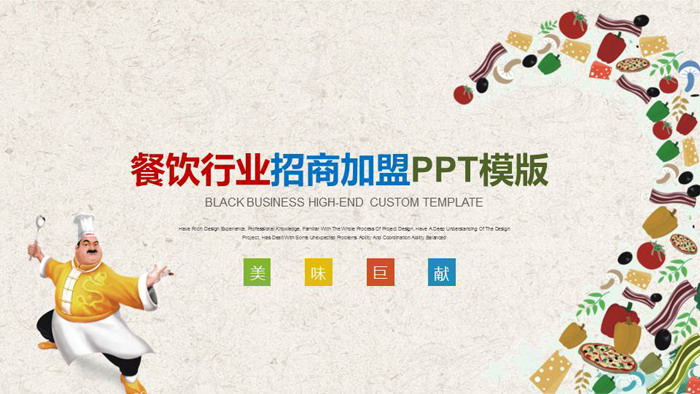 餐饮行业招商加盟PPT模版
BLACK BUSINESS HIGH-END CUSTOM TEMPLATE
Have Rich Design Experience, Professional Knowledge, Familiar With The Whole Process Of Project Design, Have A Deep Understanding Of The Design
Project, Has Dealt With Some Unexpected Problems Ability And Coordination Ability Balanced
美 味 巨 献